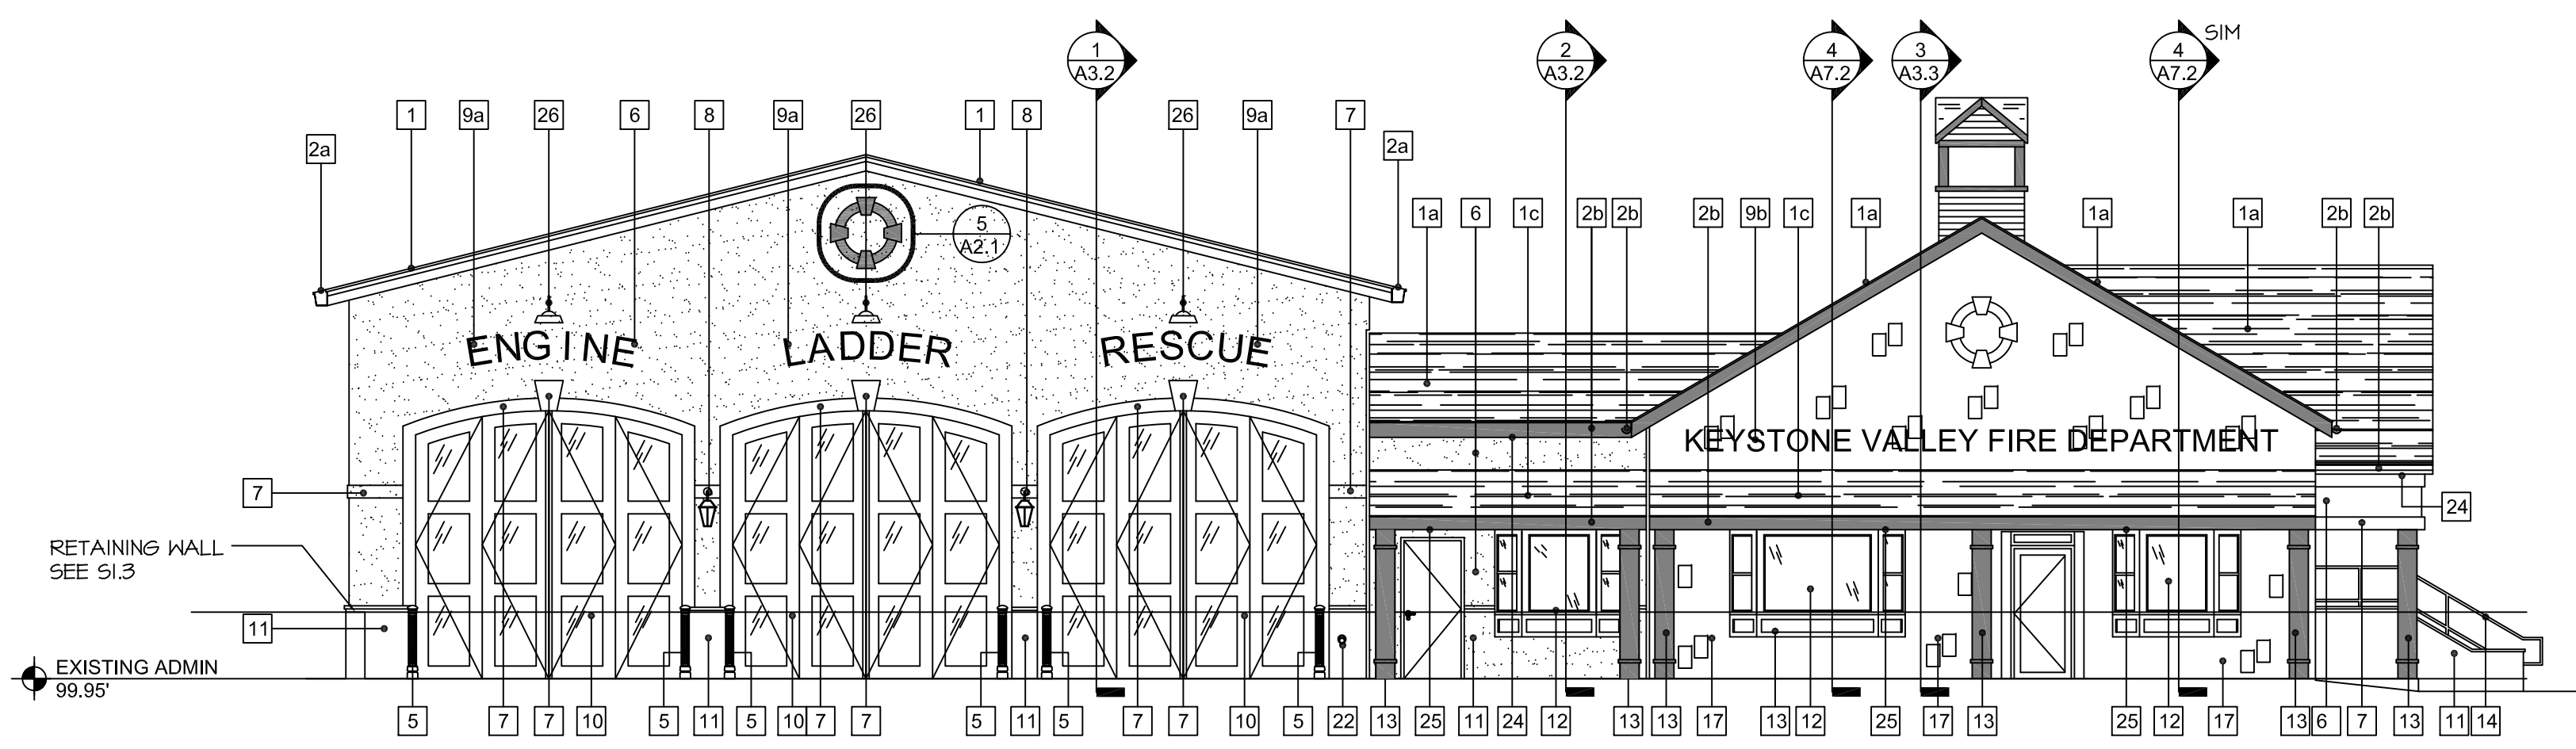 SIM
1
A3.2
2
A3.2
4
A7.2
3
A3.3
4
A7.2
2a
1
9a
26
6
8
9a
26
1
8
26
9a
7
2a
5
A2.1
1a
6
1c
2b
2b
2b
9b
1c
1a
1a
1a
2b
2b
ENGINE
LADDER
RESCUE
KEYSTONE VALLEY FIRE DEPARTMENT
7
24
RETAINING WALL
SEE S1.3
11
EXISTING ADMIN
99.95'
5
7
7
10
5
11
5
10
7
7
5
11
5
7
7
10
5
22
13
25
11
24
12
13
13
17
13
12
25
17
13
25
12
17
13
6
7
13
11
14